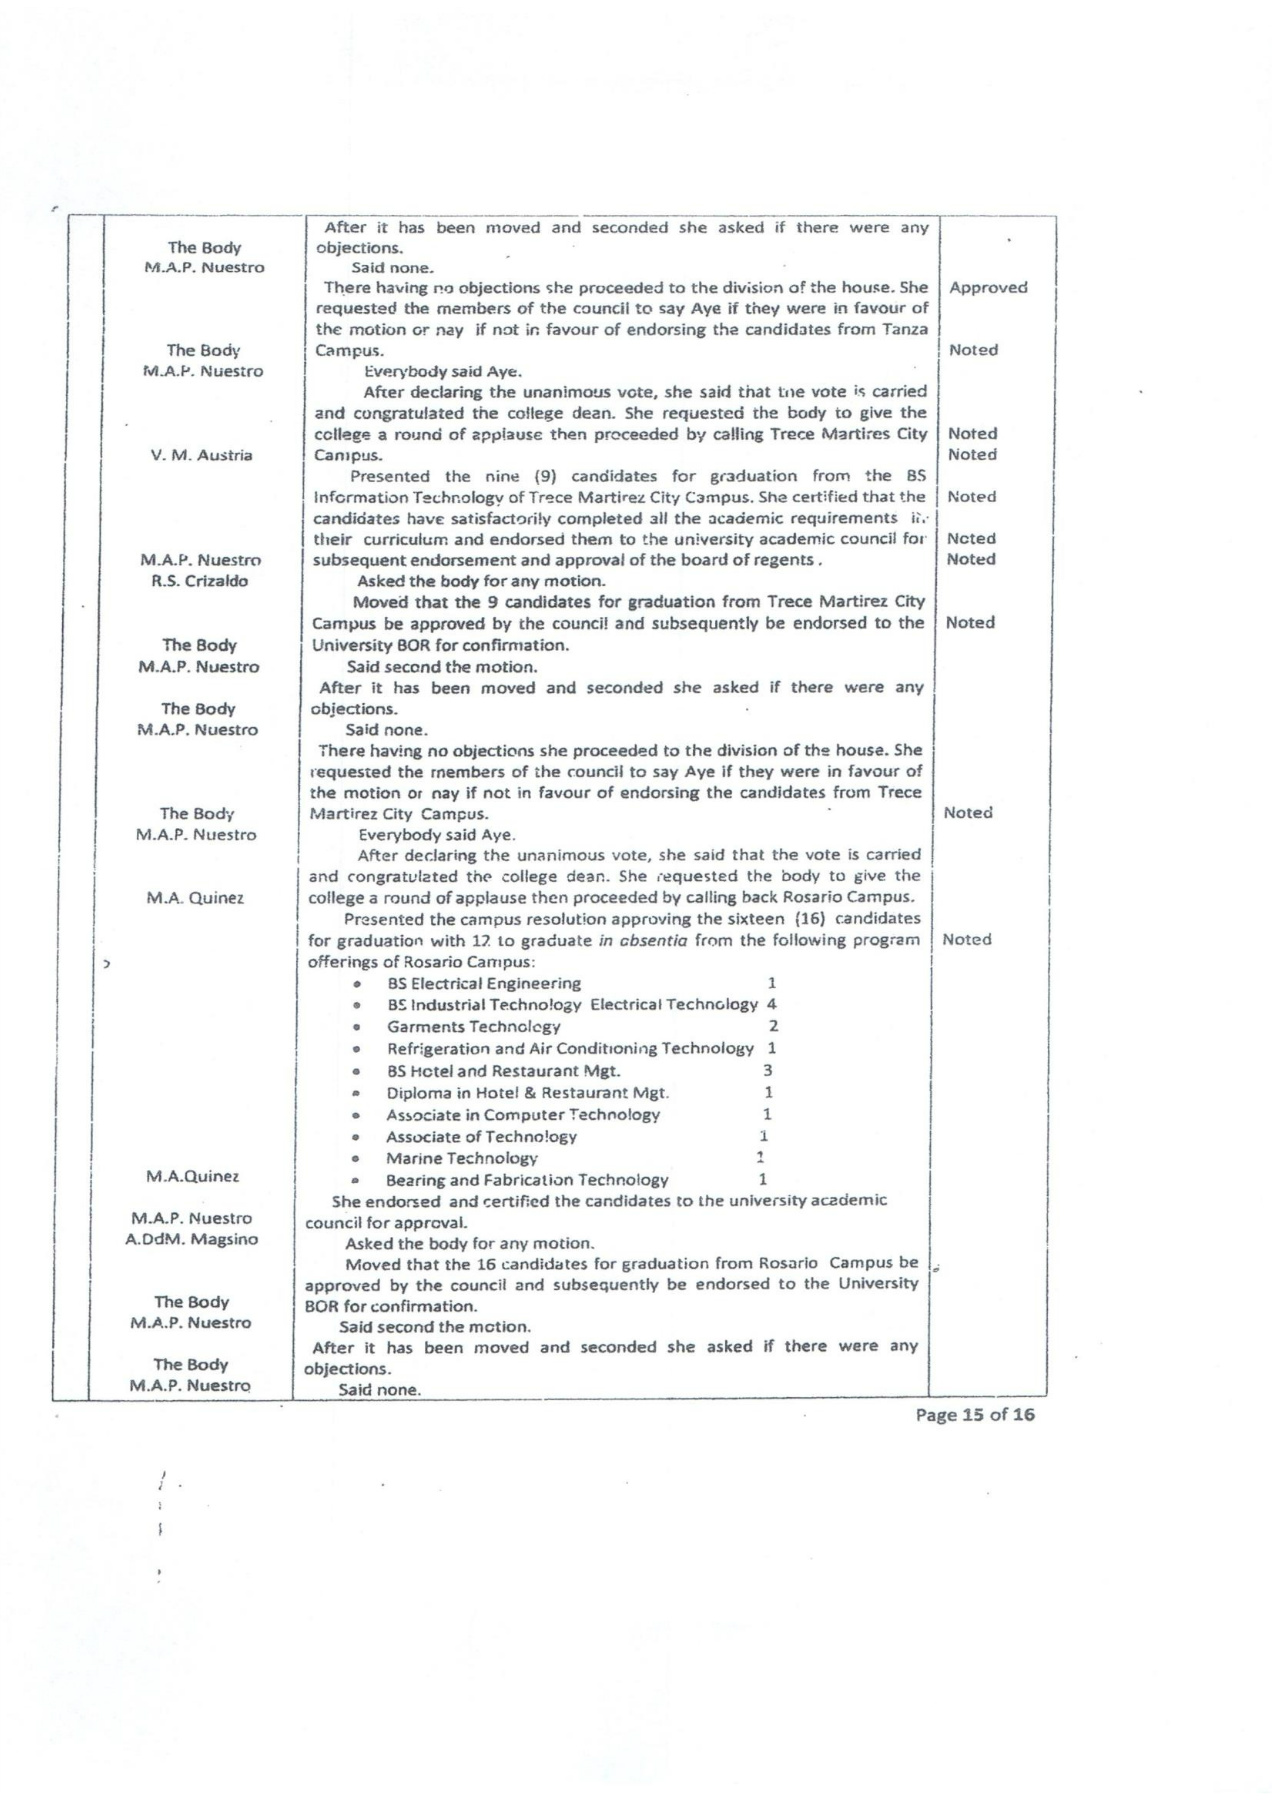 After it has been moved and seconded she asked if there were any
The Body objections.
M.A.P. Nuestro Said none.
There having no objections she proceeded to the division of the house. She Approved
requested the members of the council to say Aye if they were in favour of
the motion or nay if not in favour of endorsing the candidates from Tanza
The Body Campus. Noted
M.A.P. Nuestro Everybody said Aye.
After declaring the unanimous vote, she said that the vote is carried
and congratulated the college dean. She requested the body to give the
college a round of applause then proceeded by calling Trece Martires City Noted
V. M. Austria Campus. Noted
Presented the nine (9) candidates for graduation from the BS
Information Technology of Trece Martirez City Campus. She certified that the Noted
candidates have satisfactorily completed all the academic requirements in
their curriculum and endorsed them to the university academic council for Noted
M.A.P. Nuestro subsequent endorsement and approval of the board of regents . Noted
R.S. Crizaldo Asked the body for any motion.
Moved that the 9 candidates for graduation from Trece Martirez City
Campus be approved by the council and subsequently be endorsed to the Noted
The Body University BOR for confirmation.
M.A.P. Nuestro Said second the motion.
After it has been moved and seconded she asked if there were any
The Body objections.
M.A.P. Nuestro Said none.
There having no objections she proceeded to the division of the house. She
requested the members of the council to say Aye if they were in favour of
the motion or nay if not in favour of endorsing the candidates from Trece
The Body Martirez City Campus. Noted
M.A.P. Nuestro Everybody said Aye.
After declaring the unanimous vote, she said that the vote is carried
and congratulated the college dean. She requested the body to give the
M.A. Quinez college a round of applause then proceeded by calling back Rosario Campus.
Presented the campus resolution approving the sixteen (16) candidates
for graduation with 12 to graduate in absentia from the following program Noted
offerings of Rosario Campus:
• BS Electrical Engineering 1
• BS Industrial Technology Electrical Technology 4
• Garments Technology 2
• Refrigeration and Air Conditioning Technology 1
• BS Hotel and Restaurant Mgt. 3
• Diploma in Hotel & Restaurant Mgt. 1
• Associate in Computer Technology 1
• Associate of Technology 1
• Marine Technology 1
M.A.Quinez • Bearing and Fabrication Technology 1
She endorsed and certified the candidates to the university academic
M.A.P. Nuestro council for approval.
A.DdM. Magsino Asked the body for any motion.
Moved that the 16 candidates for graduation from Rosario Campus be
approved by the council and subsequently be endorsed to the University
The Body BOR for confirmation.
M.A.P. Nuestro Said second the motion.
After it has been moved and seconded she asked if there were any
The Body objections.
M.A.P. Nuestro Said none.
Page 15 of 16